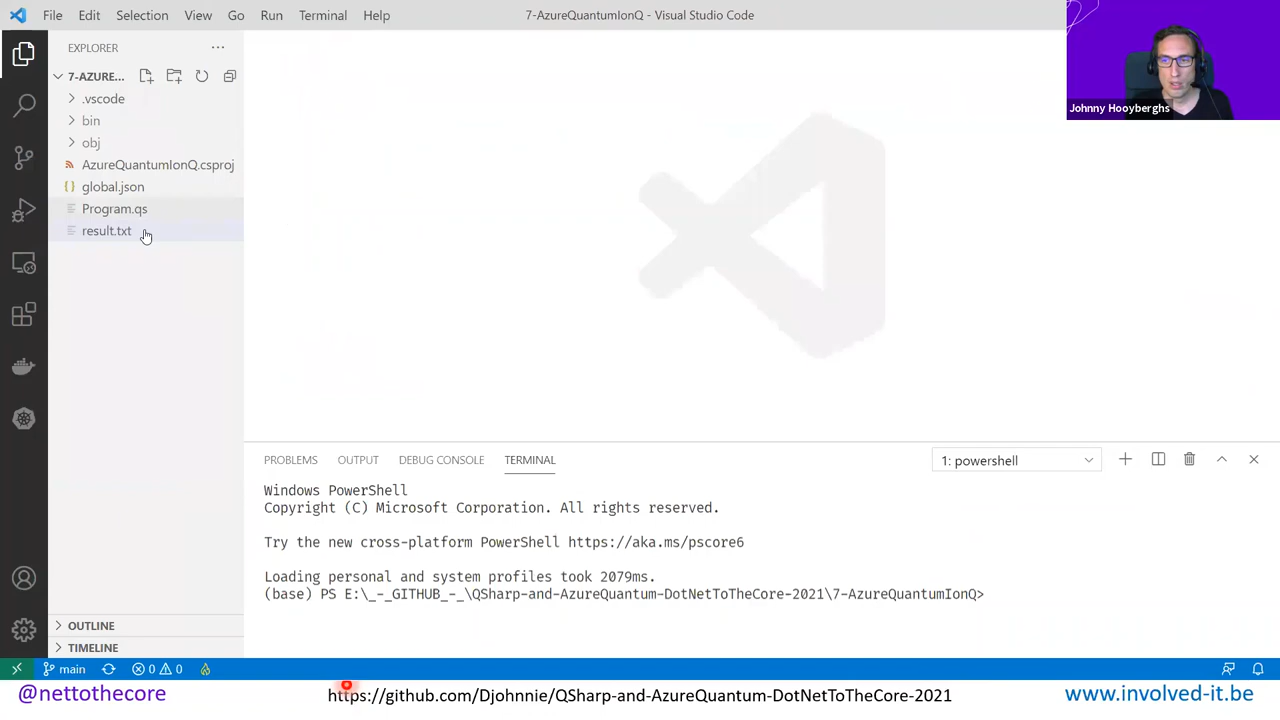 File Edit Selection View Go Run Terminal Help
7-AzureQuantumIonQ - Visual Studio Code
Johnny Hooyberghs
EXPLORER
7-AZURE...
.vscode
bin
obj
AzureQuantumIonQ.csproj
{} global.json
Program.qs
result.txt
OUTLINE
TIMELINE
PROBLEMS OUTPUT DEBUG CONSOLE TERMINAL
1: powershell
Windows PowerShell
Copyright (C) Microsoft Corporation. All rights reserved.
Try the new cross-platform PowerShell https://aka.ms/pscore6
Loading personal and system profiles took 2079ms.
(base) PS E:\_-_GITHUB_-_\QSharp-and-AzureQuantum-DotNetToTheCore-2021\7-AzureQuantumIonQ>
main 0 0
@nettothecore
https://github.com/Djohnnie/QSharp-and-AzureQuantum-DotNetToTheCore-2021
www.involved-it.be